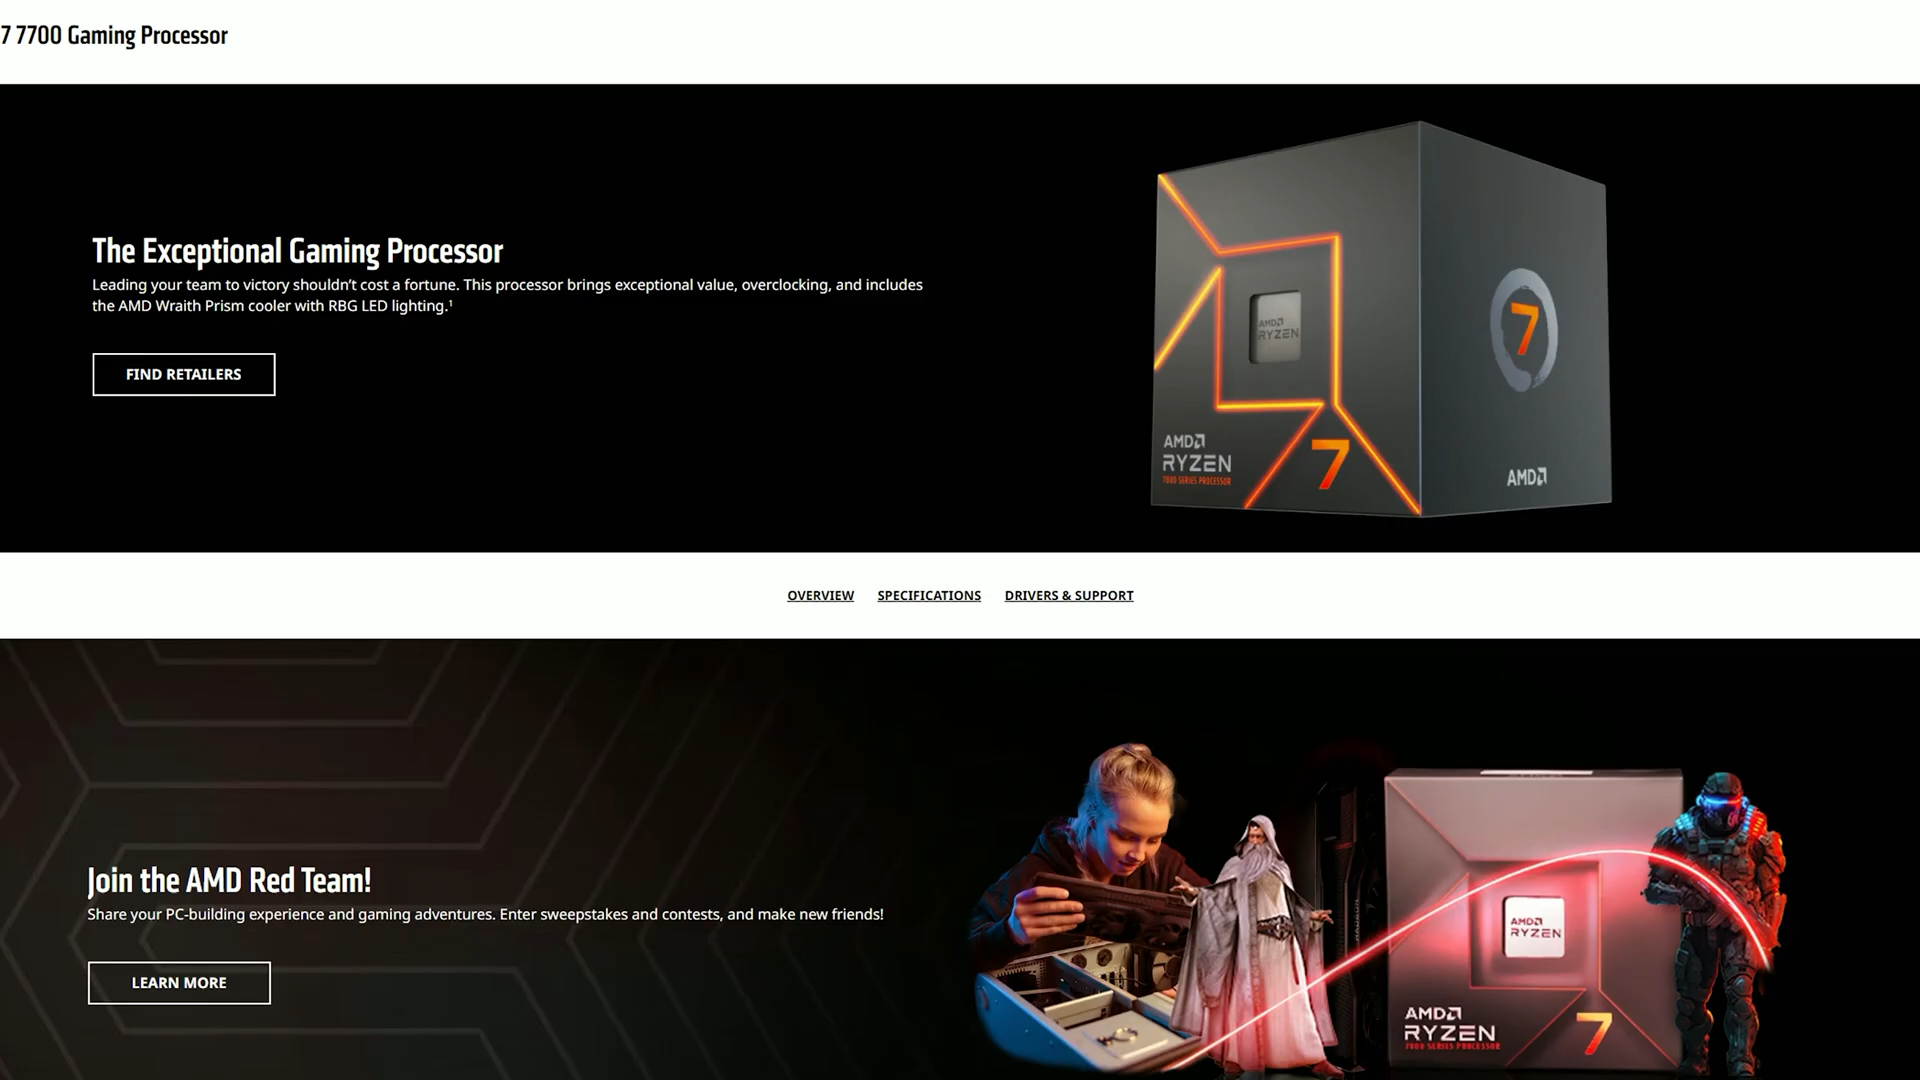 7 7700 Gaming Processor
The Exceptional Gaming Processor
Leading your team to victory shouldn’t cost a fortune. This processor brings exceptional value, overclocking, and includes
the AMD Wraith Prism cooler with RBG LED lighting.¹
FIND RETAILERS
AMD
RYZEN
AMD
RYZEN
7000 SERIES PROCESSOR
7
7
AMD
OVERVIEW SPECIFICATIONS DRIVERS & SUPPORT
Join the AMD Red Team!
Share your PC-building experience and gaming adventures. Enter sweepstakes and contests, and make new friends!
LEARN MORE
AMD
RYZEN
AMD
RYZEN
7000 SERIES PROCESSOR
7